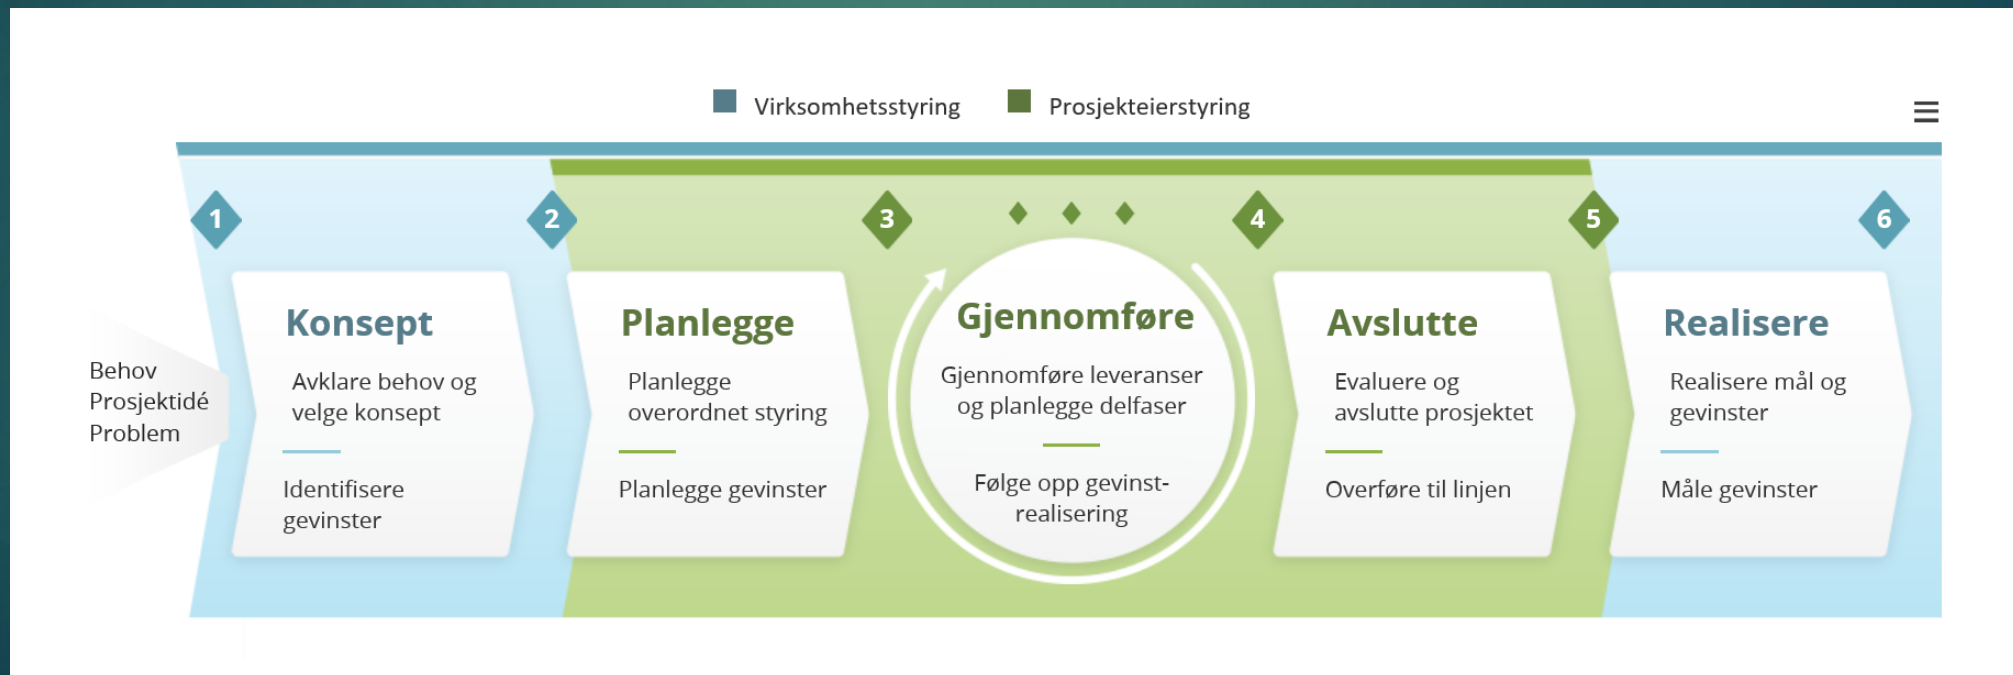 Virksomhetsstyring
Prosjekteierstyring
1
2
3
4
5
6
Behov
Prosjektidé
Problem
Konsept
Avklare behov og
velge konsept
Identifisere
gevinster
Planlegge
Planlegge
overordnet styring
Planlegge gevinster
Gjennomføre
Gjennomføre leveranser
og planlegge delfaser
Følge opp gevinst-
realisering
Avslutte
Evaluere og
avslutte prosjektet
Overføre til linjen
Realisere
Realisere mål og
gevinster
Måle gevinster